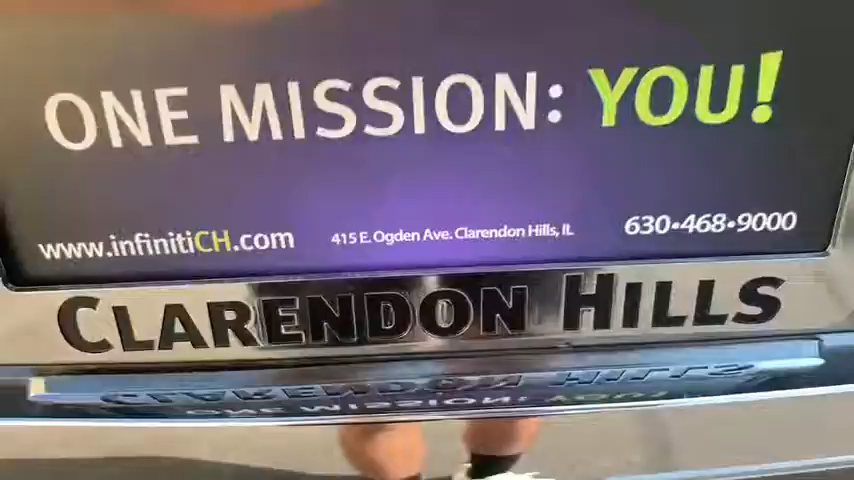 ONE MISSION: YOU!
www.infinitiCH.com 415 E. Ogden Ave. Clarendon Hills, IL 630•468•9000
CLARENDON HILLS